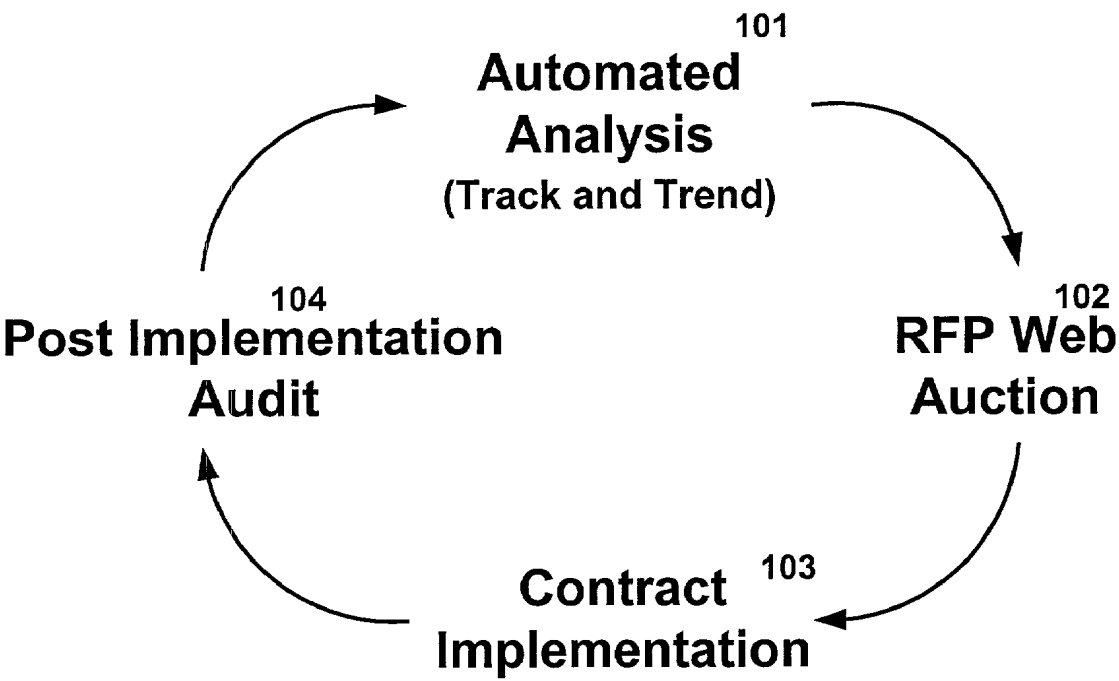 101
Automated
Analysis
(Track and Trend)
102
RFP Web
Auction
103
Contract
Implementation
104
Post Implementation
Audit